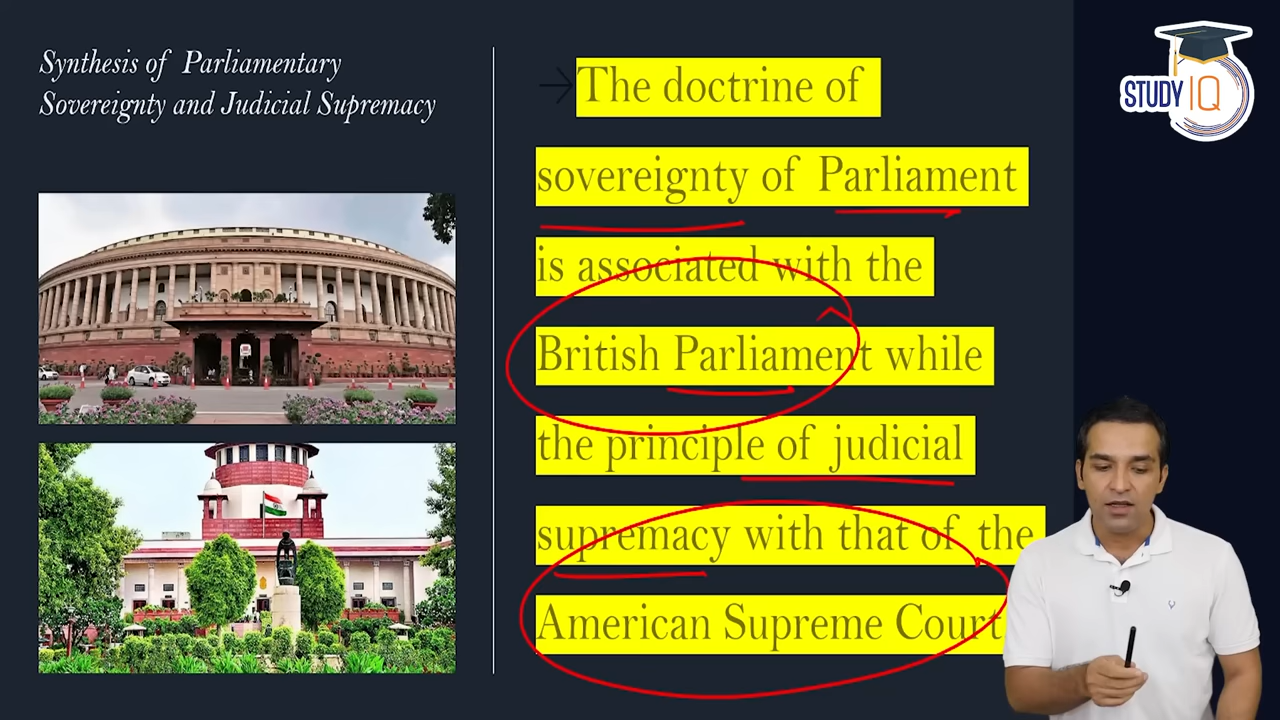 Synthesis of Parliamentary
Sovereignty and Judicial Supremacy
The doctrine of
sovereignty of Parliament
is associated with the
British Parliament while
the principle of judicial
supremacy with that of the
American Supreme Court
STUDY IQ